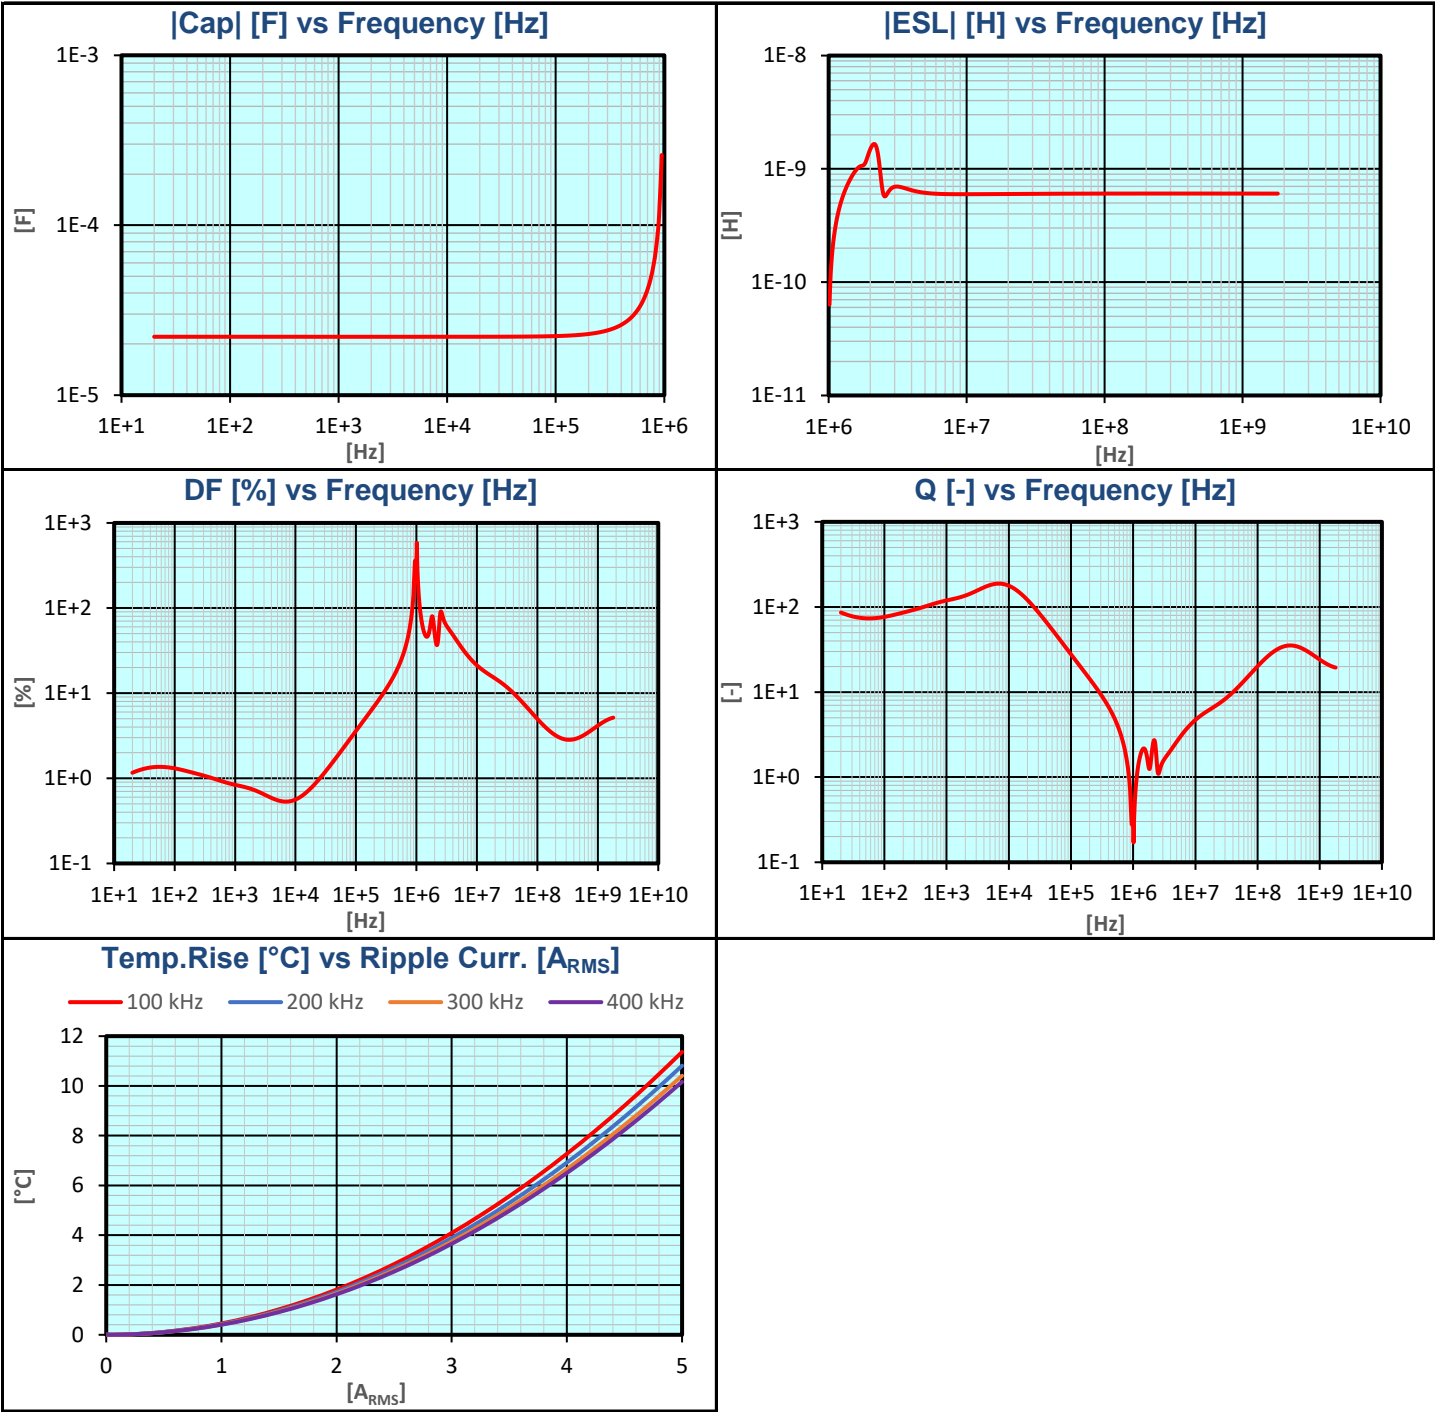 |Cap| [F] vs Frequency [Hz]
1E-3
1E-4
1E-5
[F]
1E+1 1E+2 1E+3 1E+4 1E+5 1E+6
[Hz]
|ESL| [H] vs Frequency [Hz]
1E-8
1E-9
1E-10
1E-11
[H]
1E+6 1E+7 1E+8 1E+9 1E+10
[Hz]
DF [%] vs Frequency [Hz]
1E+3
1E+2
1E+1
1E+0
1E-1
[%]
1E+1 1E+2 1E+3 1E+4 1E+5 1E+6 1E+7 1E+8 1E+9 1E+10
[Hz]
Q [-] vs Frequency [Hz]
1E+3
1E+2
1E+1
1E+0
1E-1
[-]
1E+1 1E+2 1E+3 1E+4 1E+5 1E+6 1E+7 1E+8 1E+9 1E+10
[Hz]
Temp.Rise [°C] vs Ripple Curr. [ARMS]
100 kHz 200 kHz 300 kHz 400 kHz
12
10
8
6
4
2
0
[°C]
0 1 2 3 4 5
[ARMS]